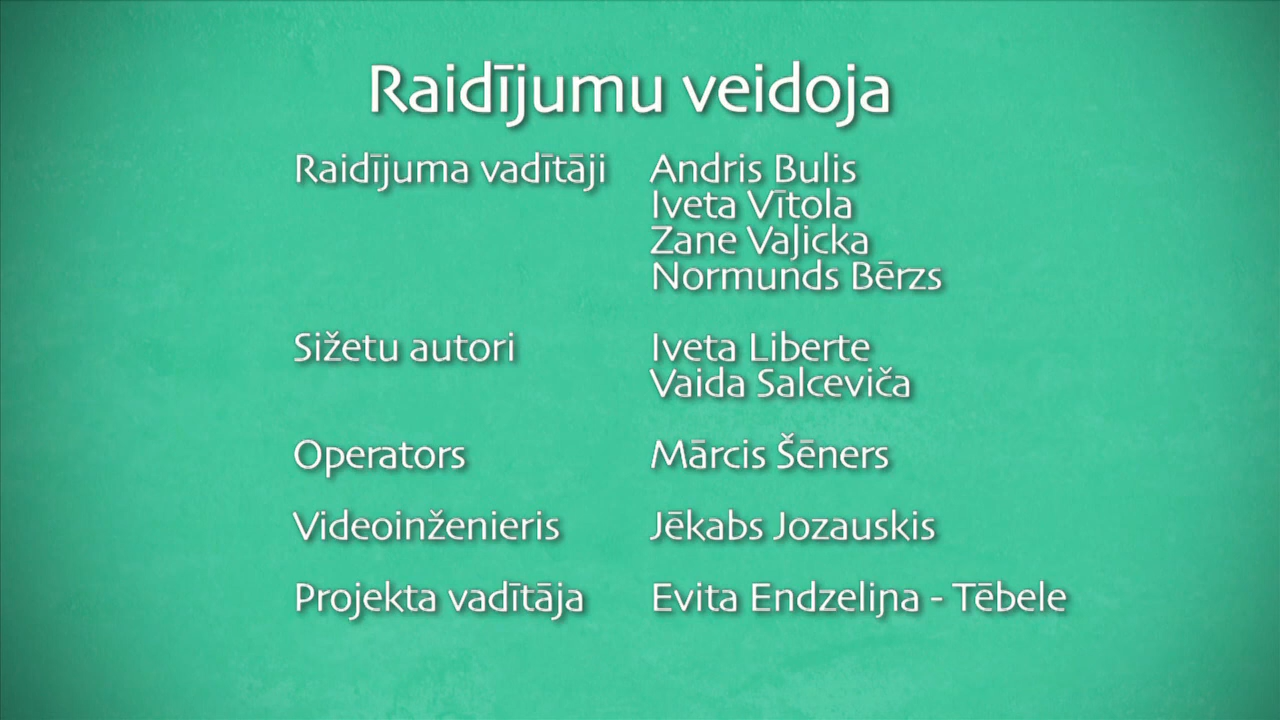 Raidījumu veidoja
Raidījuma vadītāji Andris Bulis
Iveta Vītola
Zane Vaļicka
Normunds Bērzs
Sižetu autori Iveta Liberte
Vaida Salceviča
Operators Mārcis Šēners
Videoinženieris Jēkabs Jozauskis
Projekta vadītāja Evita Endzeliņa - Tēbele